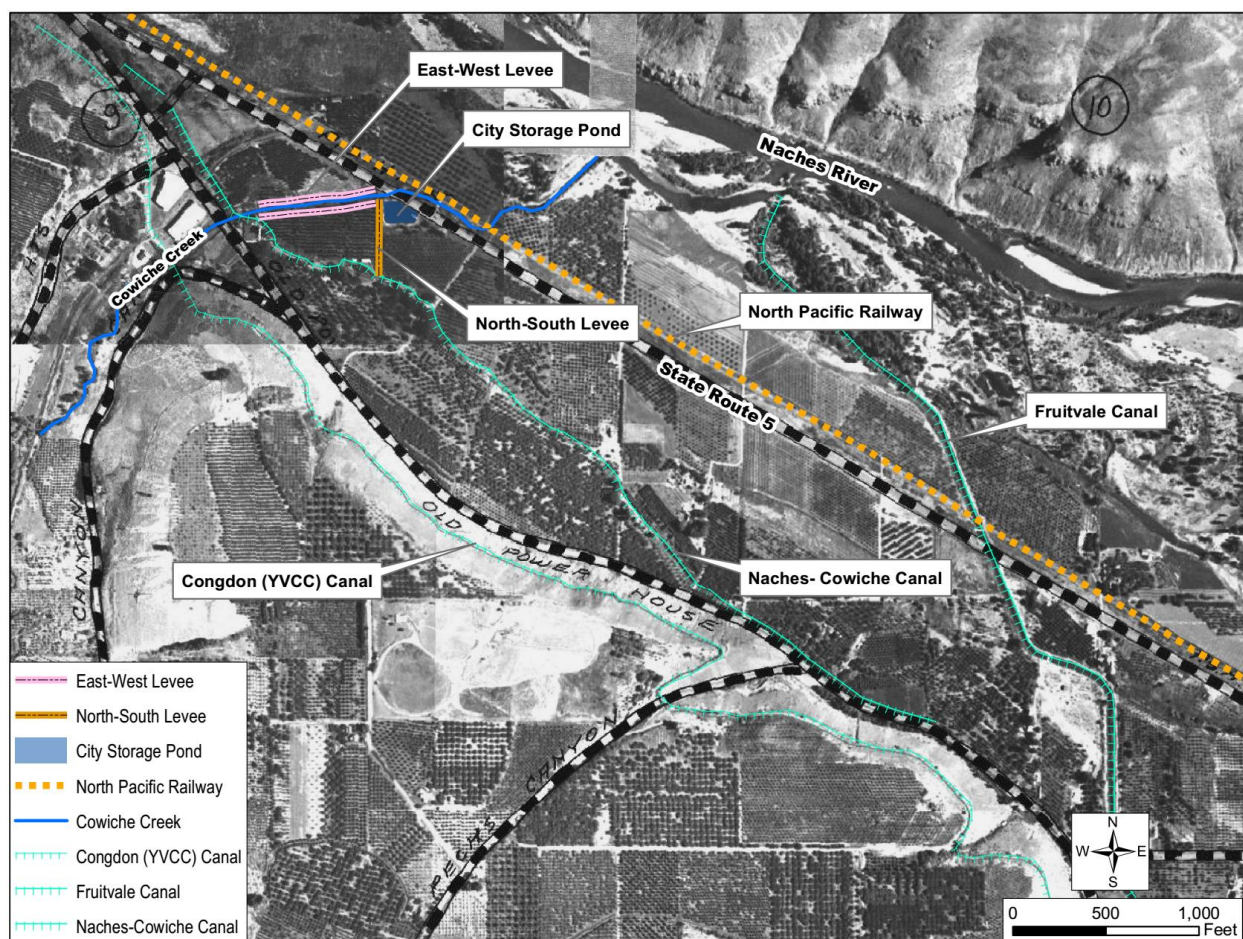 East-West Levee
City Storage Pond
9
10
Naches River
Cowiche Creek
North-South Levee
North Pacific Railway
State Route 5
Fruitvale Canal
CANYON
OLD POWER HOUSE
Congdon (YVCC) Canal
Naches- Cowiche Canal
PECKS CANYON
East-West Levee
North-South Levee
City Storage Pond
North Pacific Railway
Cowiche Creek
Congdon (YVCC) Canal
Fruitvale Canal
Naches-Cowiche Canal
N
W E
S
0 500 1,000
Feet